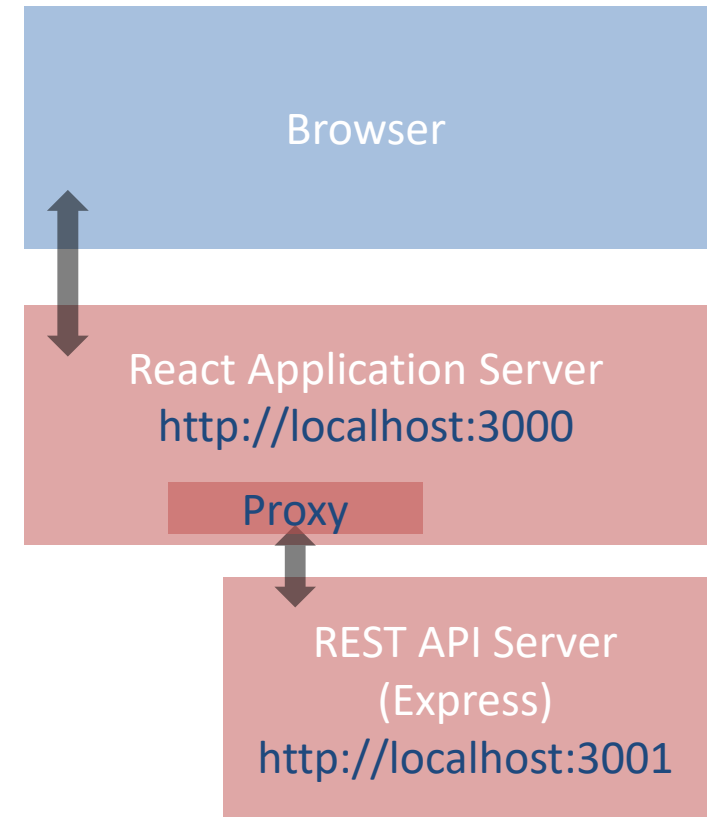 Browser
React Application Server
http://localhost:3000
Proxy
REST API Server
(Express)
http://localhost:3001